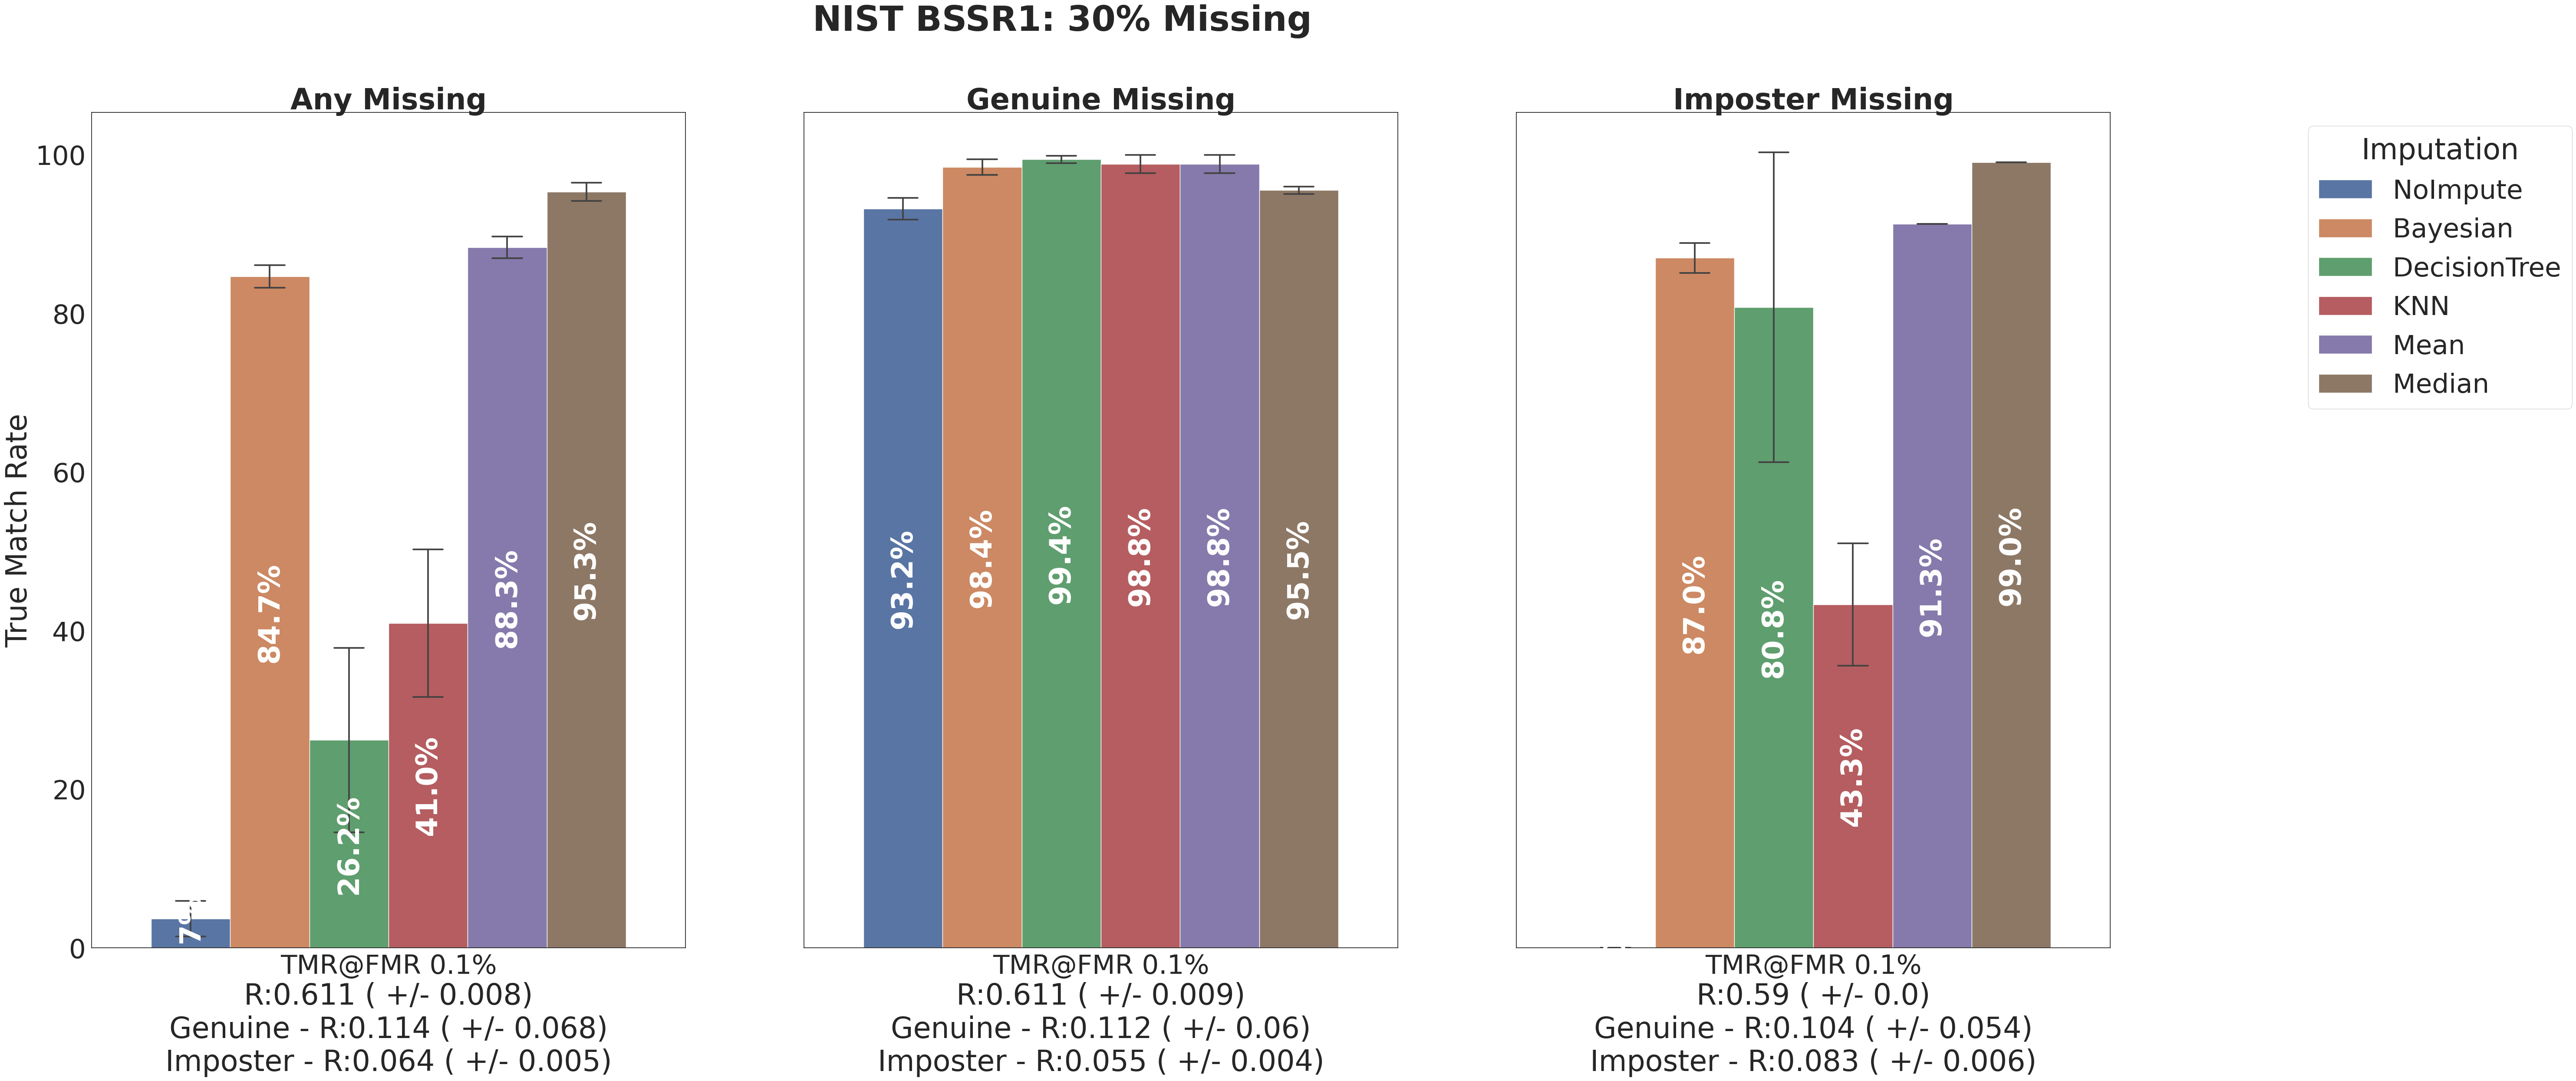 NIST BSSR1: 30% Missing
Any Missing
Genuine Missing
Imposter Missing
True Match Rate
100
80
60
40
20
0
84.7%
26.2%
41.0%
88.3%
95.3%
93.2%
98.4%
99.4%
98.8%
98.8%
95.5%
87.0%
80.8%
43.3%
91.3%
99.0%
TMR@FMR 0.1%
R:0.611 ( +/- 0.008)
Genuine - R:0.114 ( +/- 0.068)
Imposter - R:0.064 ( +/- 0.005)
TMR@FMR 0.1%
R:0.611 ( +/- 0.009)
Genuine - R:0.112 ( +/- 0.06)
Imposter - R:0.055 ( +/- 0.004)
TMR@FMR 0.1%
R:0.59 ( +/- 0.0)
Genuine - R:0.104 ( +/- 0.054)
Imposter - R:0.083 ( +/- 0.006)
Imputation
NoImpute
Bayesian
DecisionTree
KNN
Mean
Median